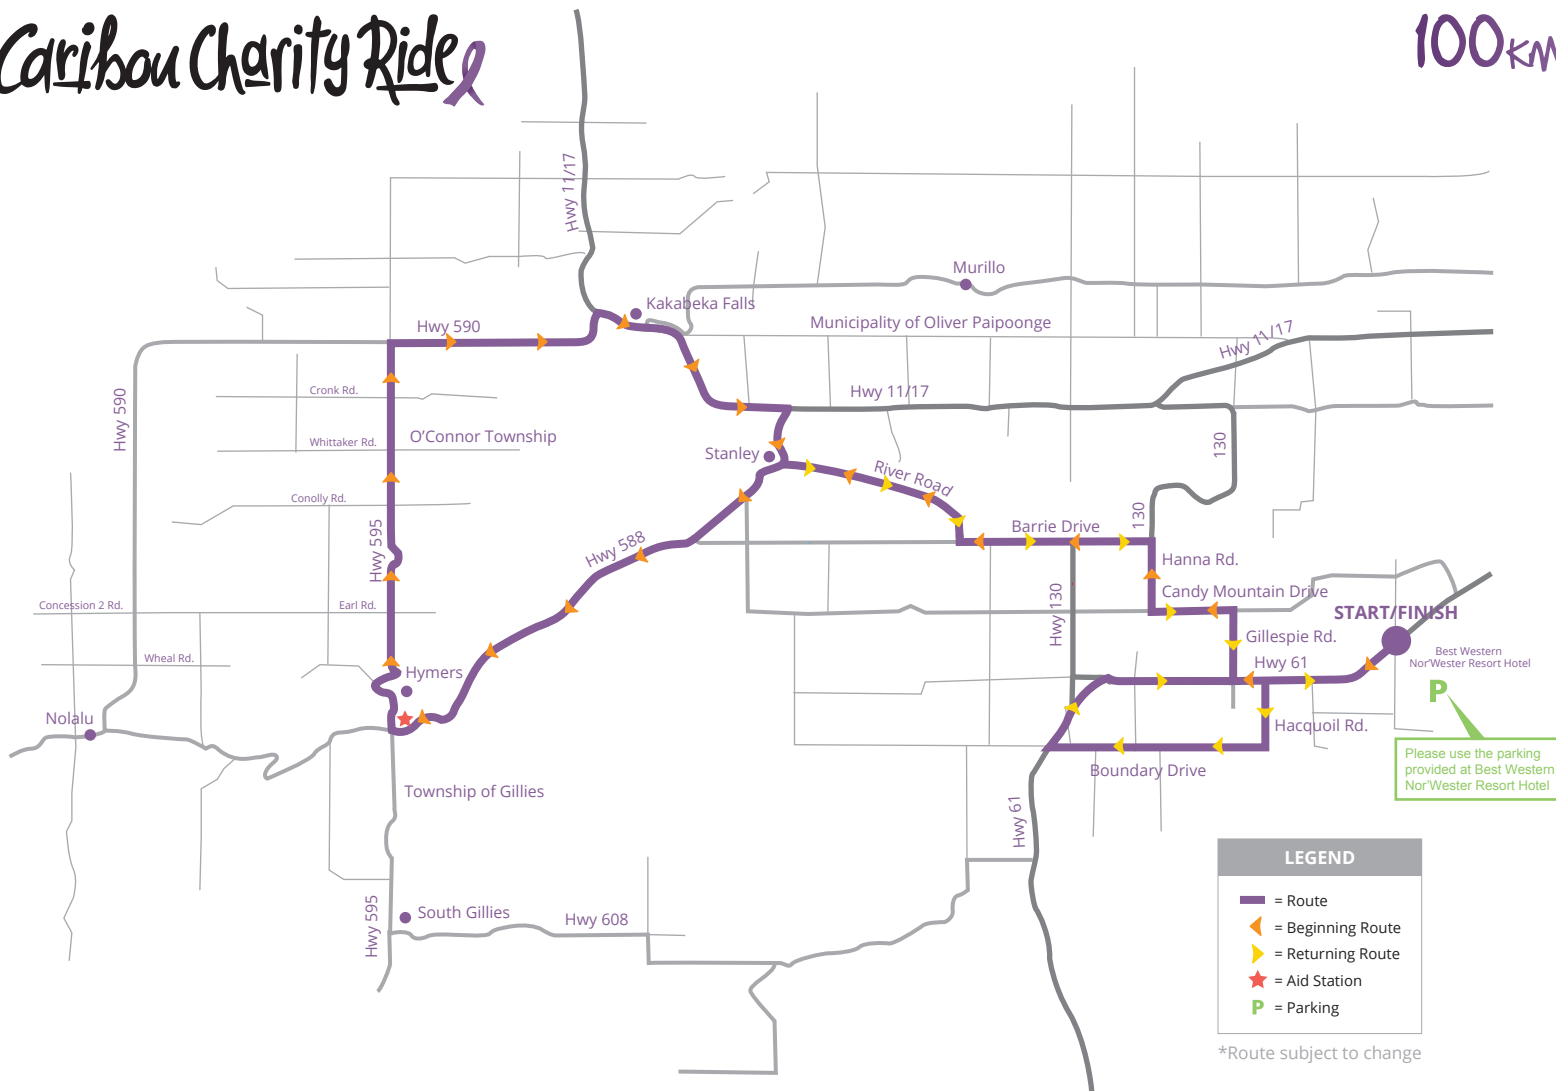 Caribou Charity Ride
100KM
Hwy 11/17
Murillo
Kakabeka Falls
Hwy 590
Municipality of Oliver Paipoonge
Hwy 11/17
Hwy 590
Cronk Rd.
Hwy 11/17
O'Connor Township
Whittaker Rd.
Stanley
130
River Road
Conolly Rd.
130
Barrie Drive
Hwy 595
Hwy 588
Hanna Rd.
Candy Mountain Drive
Concession 2 Rd.
Earl Rd.
Hwy 130
START/FINISH
Gillespie Rd.
Best Western
Nor'Wester Resort Hotel
Wheal Rd.
Hwy 61
Hymers
P
Nolalu
Hacquoil Rd.
Please use the parking
provided at Best Western
Nor'Wester Resort Hotel
Boundary Drive
Township of Gillies
Hwy 61
South Gillies
Hwy 608
Hwy 595
LEGEND
= Route
= Beginning Route
= Returning Route
= Aid Station
P = Parking
*Route subject to change